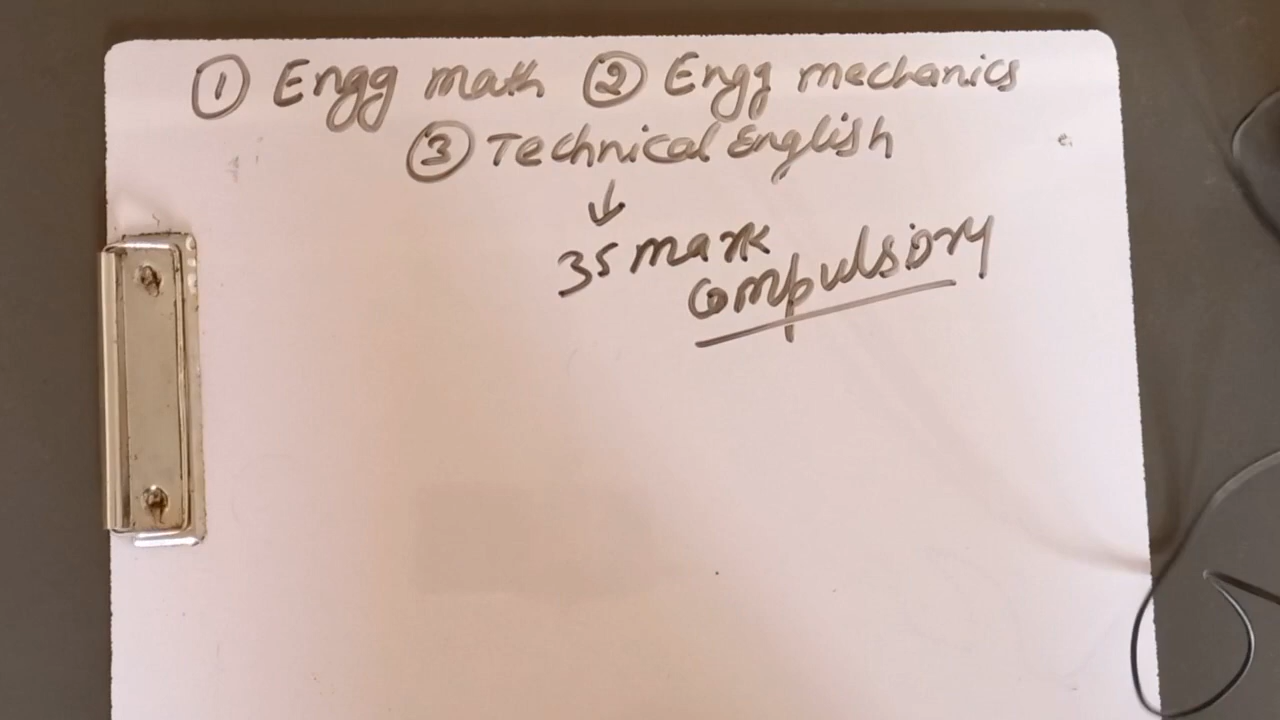 ① Engg math ② Engg mechanics
③ Technical English
↓
35 mark
compulsory